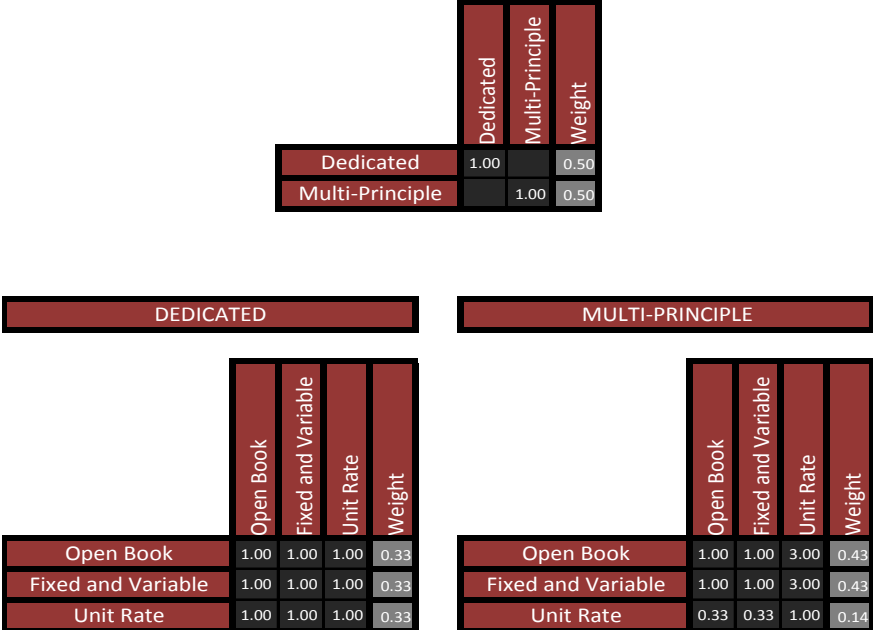 Dedicated Multi-Principle Weight
Dedicated 1.00 0.50
Multi-Principle 1.00 0.50
DEDICATED
Open Book Fixed and Variable Unit Rate Weight
Open Book 1.00 1.00 1.00 0.33
Fixed and Variable 1.00 1.00 1.00 0.33
Unit Rate 1.00 1.00 1.00 0.33
MULTI-PRINCIPLE
Open Book Fixed and Variable Unit Rate Weight
Open Book 1.00 1.00 3.00 0.43
Fixed and Variable 1.00 1.00 3.00 0.43
Unit Rate 0.33 0.33 1.00 0.14